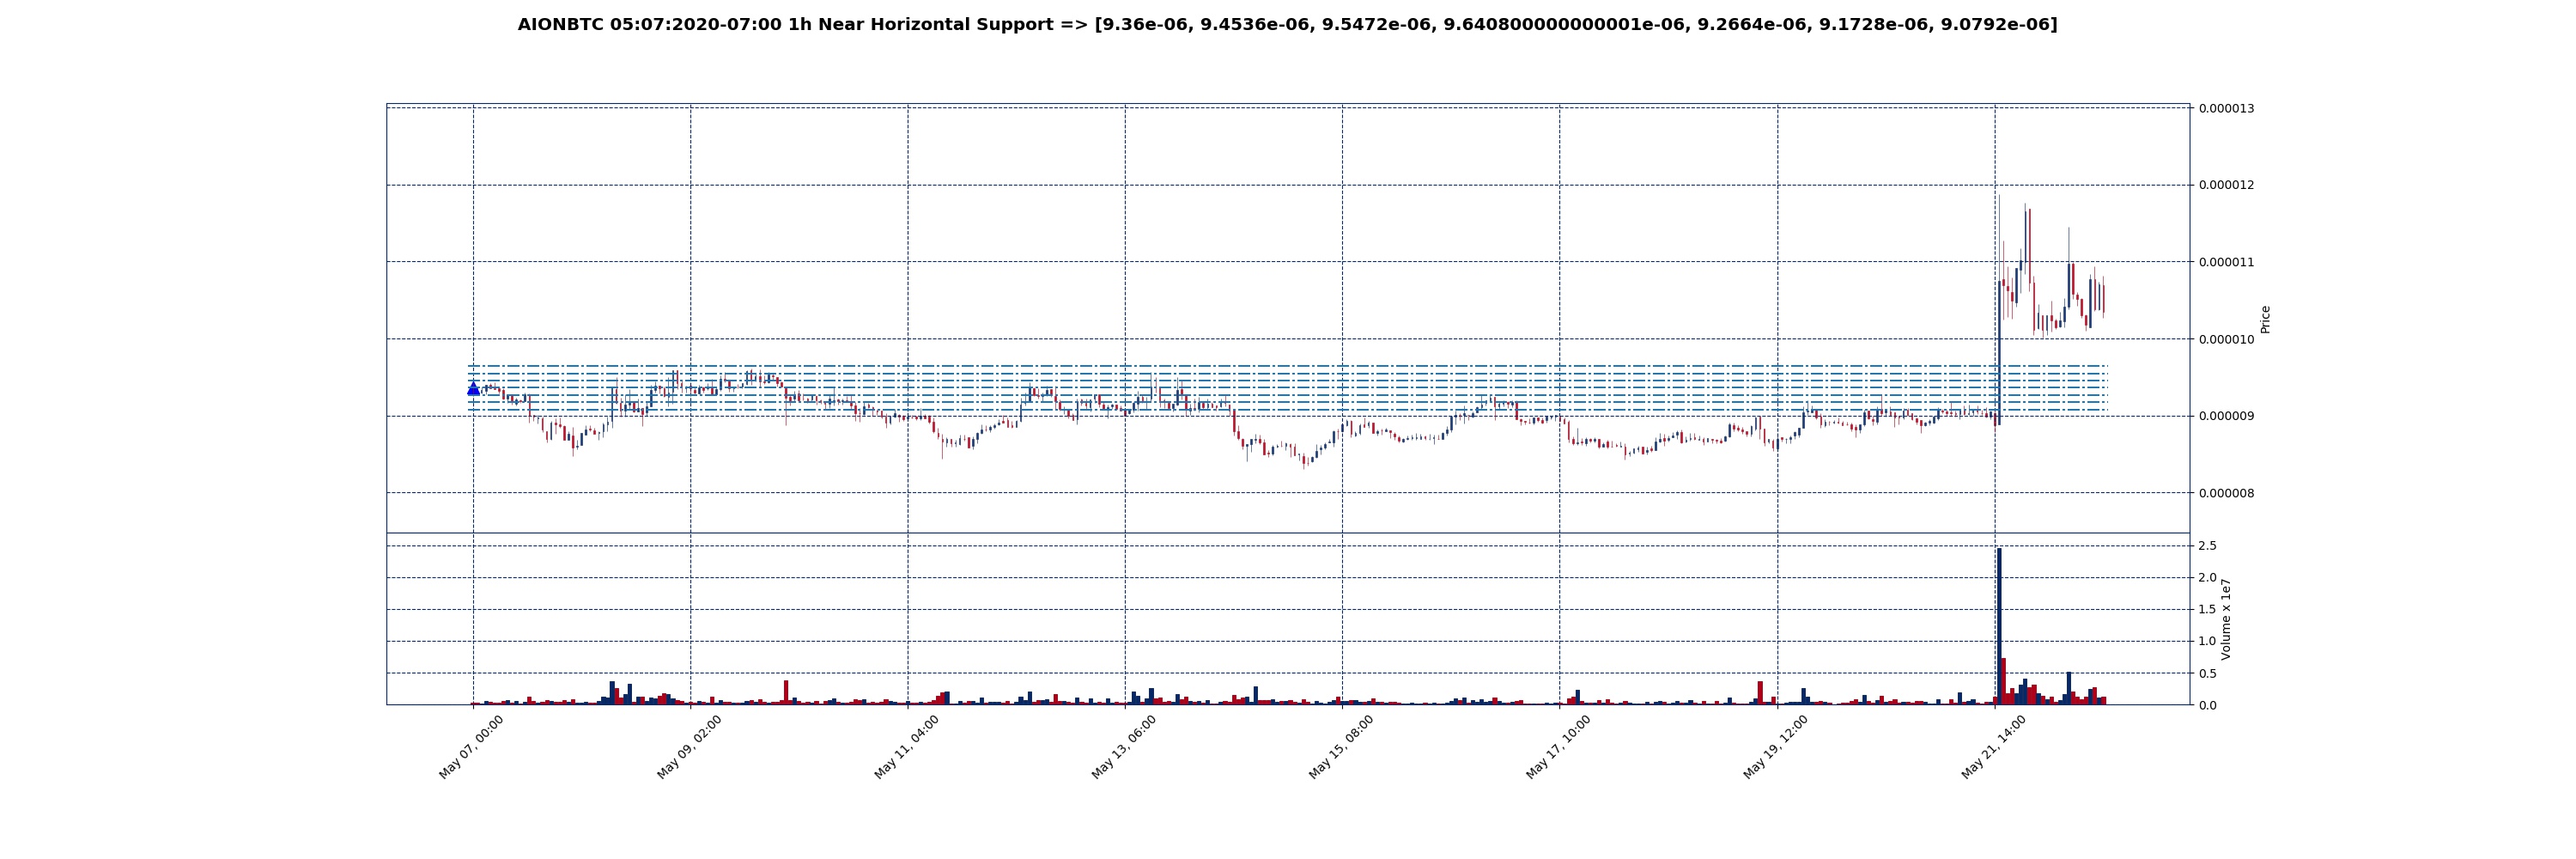 AIONBTC 05:07:2020-07:00 1h Near Horizontal Support => [9.36e-06, 9.4536e-06, 9.5472e-06, 9.640800000000001e-06, 9.2664e-06, 9.1728e-06, 9.0792e-06]
0.000013
0.000012
0.000011
0.000010
0.000009
0.000008
Price
2.5
2.0
1.5
1.0
0.5
0.0
Volume x 1e7
May 07, 00:00
May 09, 02:00
May 11, 04:00
May 13, 06:00
May 15, 08:00
May 17, 10:00
May 19, 12:00
May 21, 14:00